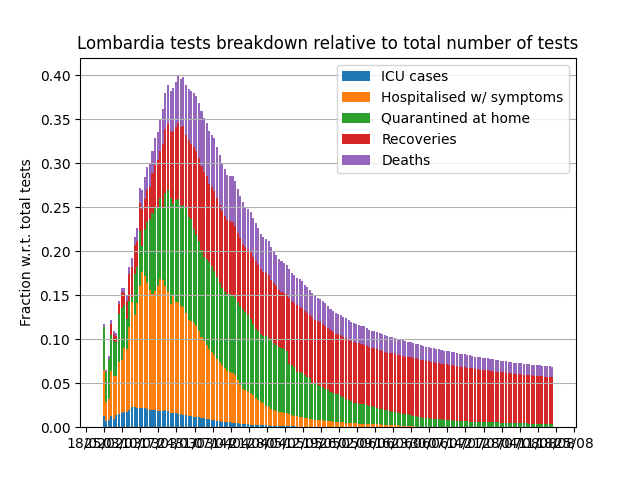 Lombardia tests breakdown relative to total number of tests
0.40
0.35
0.30
0.25
0.20
0.15
0.10
0.05
0.00
Fraction w.r.t. total tests
ICU cases
Hospitalised w/ symptoms
Quarantined at home
Recoveries
Deaths